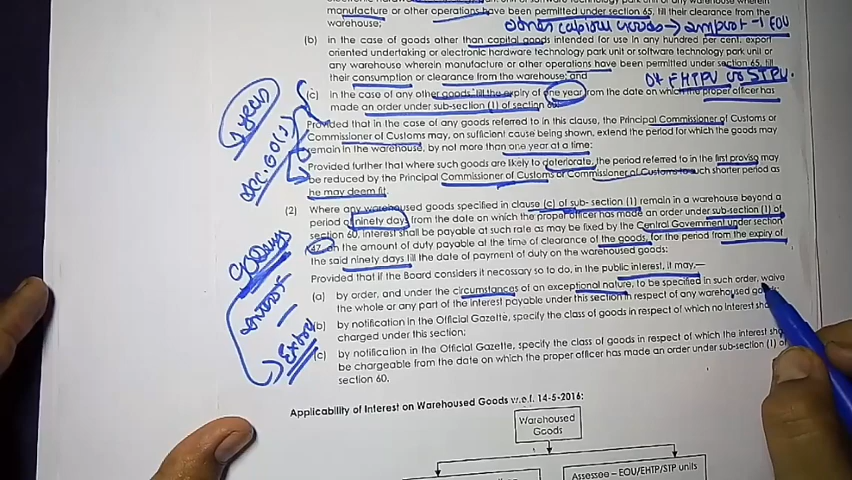 manufacture or other operations have been permitted under section 65, till their clearance from the
warehouse;
other capious goods → import - 1 EOU
(b) in the case of goods other than capital goods intended for use in any hundred per cent. export
oriented undertaking or electronic hardware technology park unit or software technology park unit or
any warehouse wherein manufacture or other operations have been permitted under section 65, till
their consumption or clearance from the warehouse; and
or EHTPU or STPU.
(c) in the case of any other goods, till the expiry of one year from the date on which the proper officer has
made an order under sub-section (1) of section 60:
1 years
Sec. 60(1)
Provided that in the case of any goods referred to in this clause, the Principal Commissioner of Customs or
Commissioner of Customs may, on sufficient cause being shown, extend the period for which the goods may
remain in the warehouse, by not more than one year at a time:
Provided further that where such goods are likely to deteriorate, the period referred to in the first proviso may
be reduced by the Principal Commissioner of Customs or Commissioner of Customs to such shorter period as
he may deem fit.
(2) Where any warehoused goods specified in clause (c) of sub- section (1) remain in a warehouse beyond a
period of ninety days from the date on which the proper officer has made an order under sub-section (1) of
section 60, interest shall be payable at such rate as may be fixed by the Central Government under section
47, on the amount of duty payable at the time of clearance of the goods, for the period from the expiry of
the said ninety days till the date of payment of duty on the warehoused goods:
90 days
Interest
Provided that if the Board considers it necessary so to do, in the public interest, it may,—
(a) by order, and under the circumstances of an exceptional nature, to be specified in such order, waive
the whole or any part of the interest payable under this section in respect of any warehoused goods;
(b) by notification in the Official Gazette, specify the class of goods in respect of which no interest sha
charged under this section;
(c) by notification in the Official Gazette, specify the class of goods in respect of which the interest sha
be chargeable from the date on which the proper officer has made an order under sub-section (1) of
section 60.
Applicability of Interest on Warehoused Goods w.e.f. 14-5-2016:
Warehoused
Goods
Assessee - EOU/EHTP/STP units